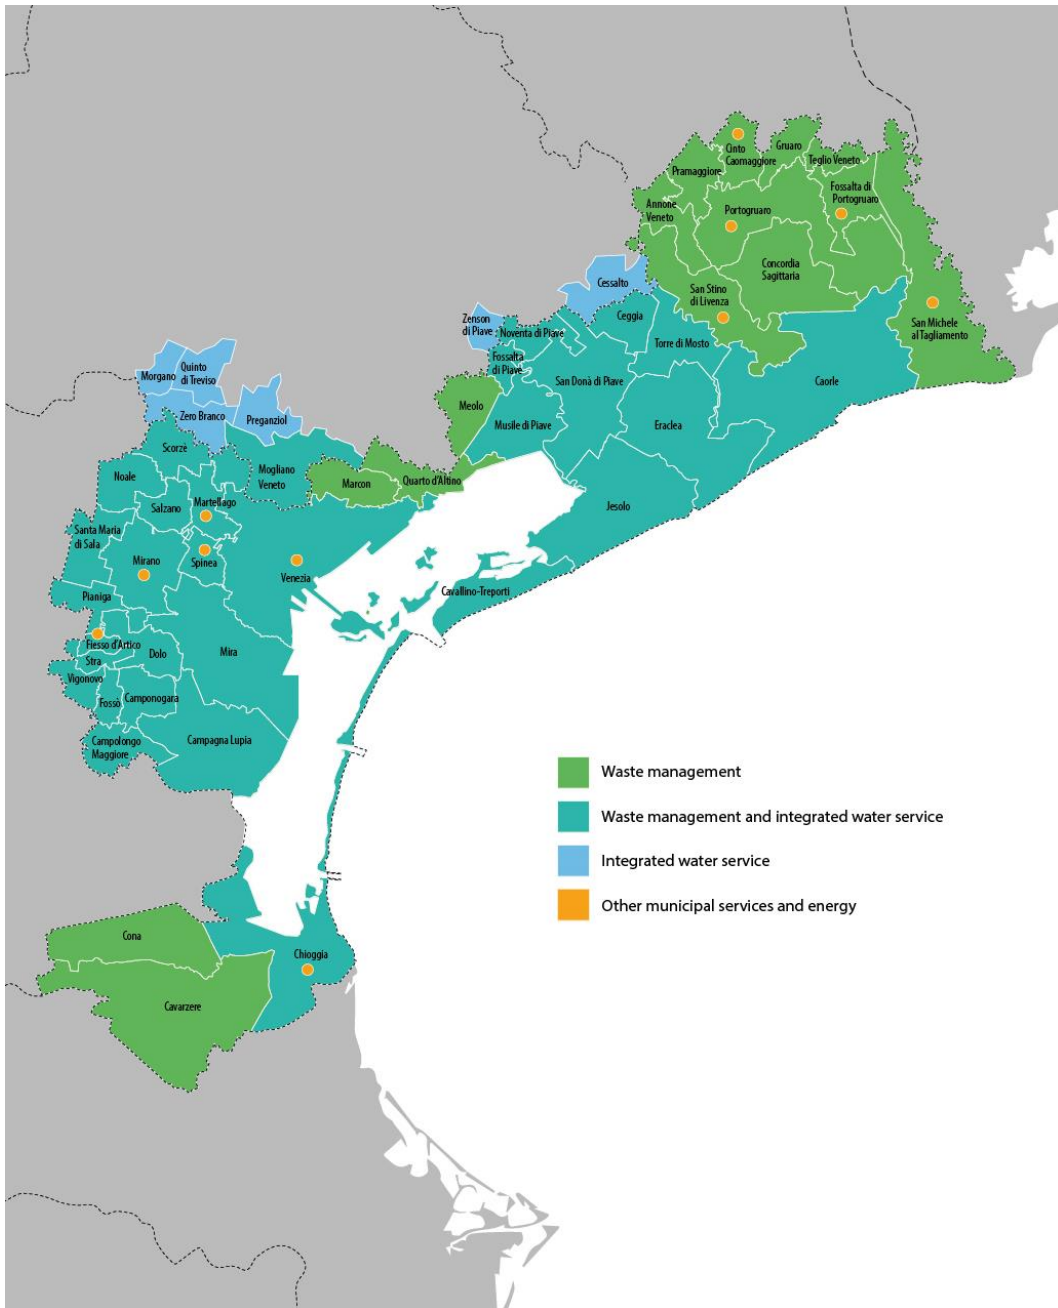 Cinto
Caomaggiore
Gruaro
Teglio Veneto
Pramaggiore
Fossalta di
Portogruaro
Annone
Veneto
Portogruaro
Concordia
Sagittaria
San Stino
di Livenza
San Michele
al Tagliamento
Cessalto
Ceggia
Zenson
di Piave
Noventa di Piave
Torre di Mosto
Fossalta
di Piave
San Donà di Piave
Caorle
Morgano
Quinto
di Treviso
Meolo
Zero Branco
Preganziol
Musile di Piave
Eraclea
Scorzè
Noale
Mogliano
Veneto
Marcon
Quarto d'Altino
Salzano
Martellago
Jesolo
Santa Maria
di Sala
Mirano
Spinea
Venezia
Cavallino-Treporti
Pianiga
Fiesso d'Artico
Stra
Dolo
Mira
Vigonovo
Fossò
Camponogara
Campolongo
Maggiore
Campagna Lupia
Waste management
Waste management and integrated water service
Integrated water service
Other municipal services and energy
Cona
Chioggia
Cavarzere